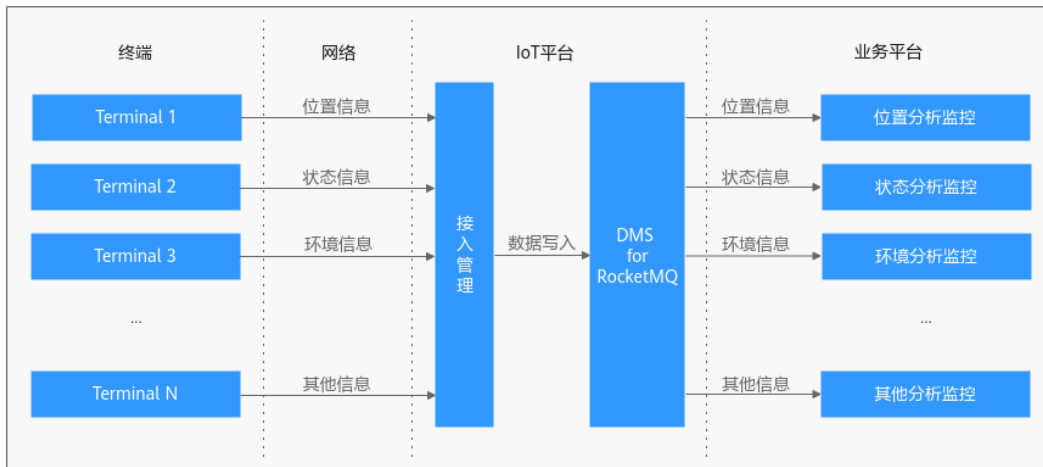 终端
网络
IoT平台
业务平台
Terminal 1
位置信息
位置信息
位置分析监控
Terminal 2
状态信息
状态信息
状态分析监控
Terminal 3
环境信息
接入管理
数据写入
DMS
for
RocketMQ
环境信息
环境分析监控
...
...
Terminal N
其他信息
其他信息
其他分析监控